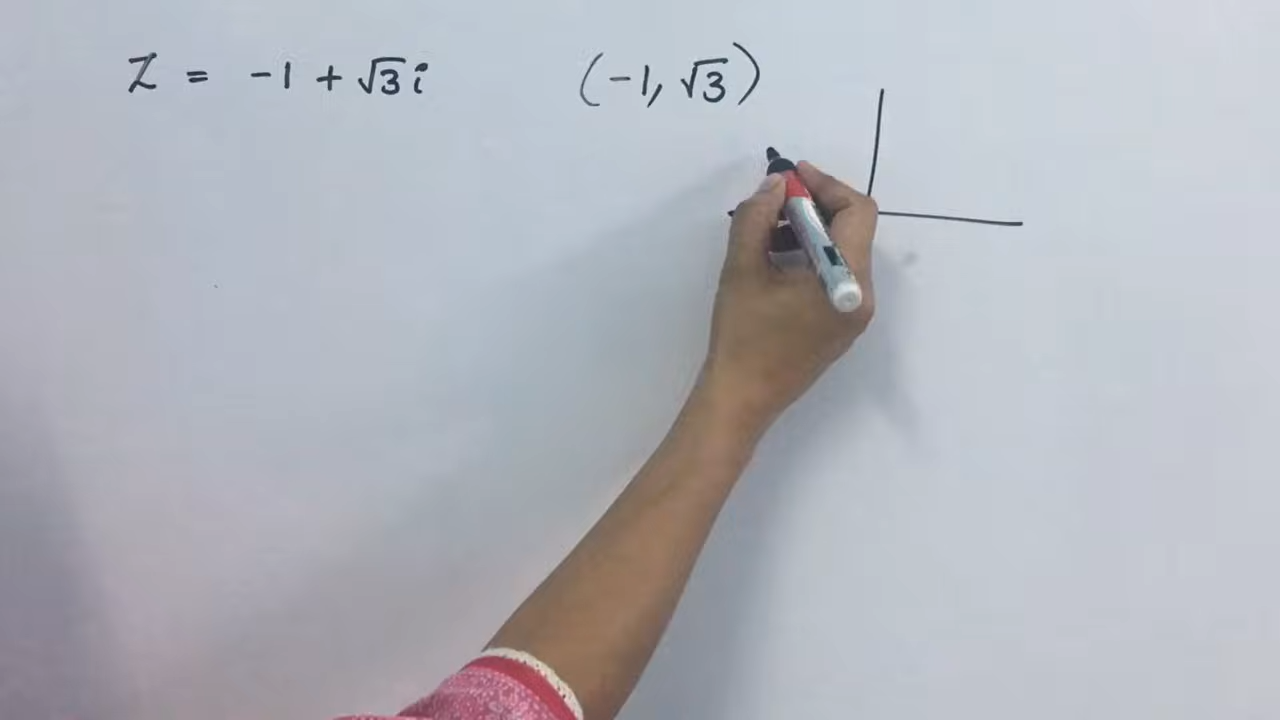 z = -1 + √3i (-1, √3)